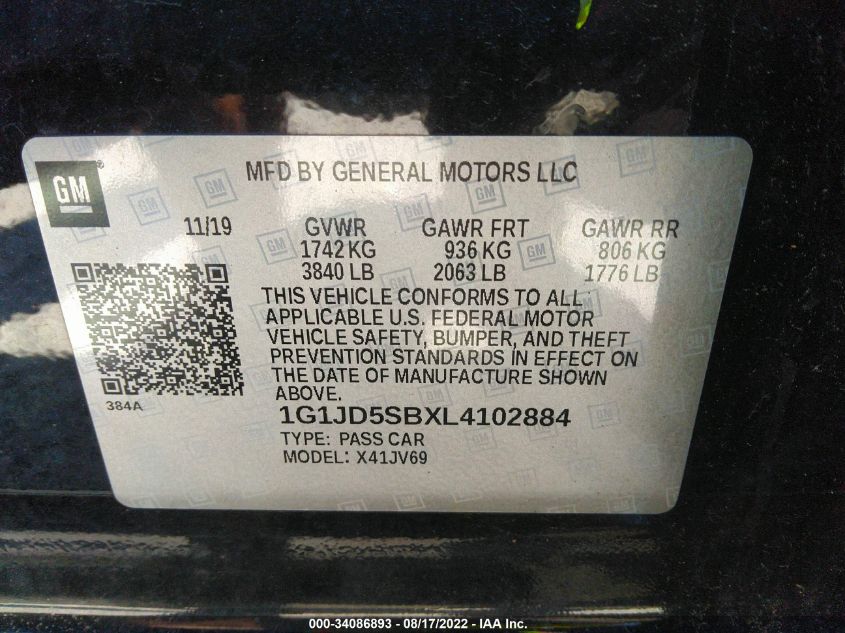 GM
MFD BY GENERAL MOTORS LLC
11/19 GVWR GAWR FRT GAWR RR
1742 KG 936 KG 806 KG
3840 LB 2063 LB 1776 LB
THIS VEHICLE CONFORMS TO ALL
APPLICABLE U.S. FEDERAL MOTOR
VEHICLE SAFETY, BUMPER, AND THEFT
PREVENTION STANDARDS IN EFFECT ON
THE DATE OF MANUFACTURE SHOWN
ABOVE.
384A
1G1JD5SBXL4102884
TYPE: PASS CAR
MODEL: X41JV69
000-34086893 - 08/17/2022 - IAA Inc.